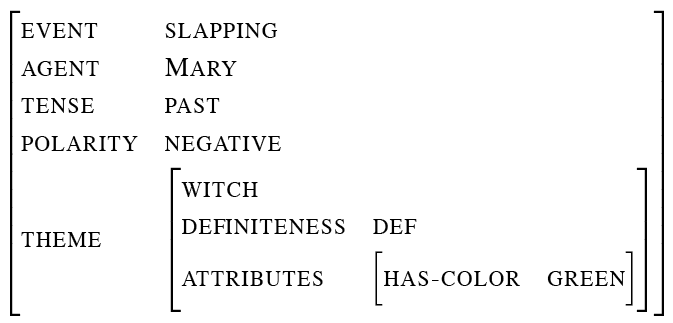 EVENT SLAPPING
AGENT MARY
TENSE PAST
POLARITY NEGATIVE
THEME
WITCH
DEFINITENESS DEF
ATTRIBUTES HAS-COLOR GREEN